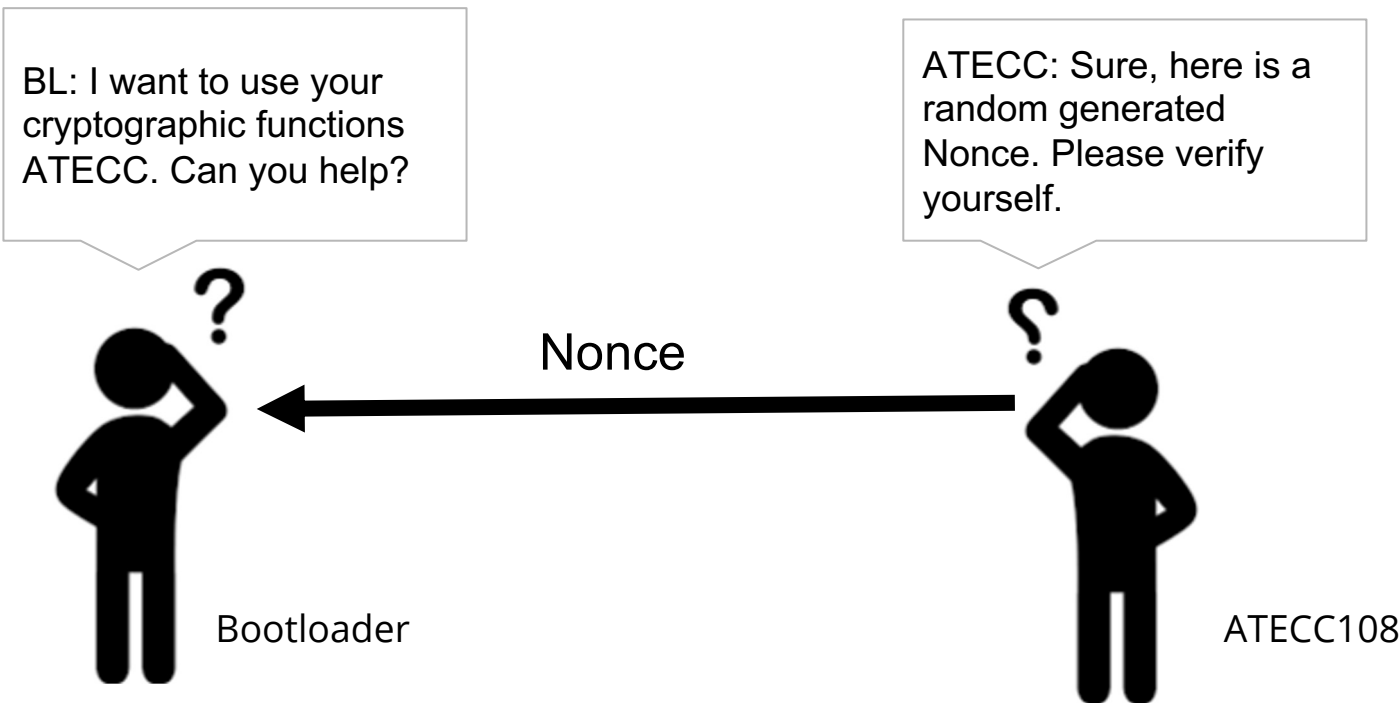 BL: I want to use your
cryptographic functions
ATECC. Can you help?
ATECC: Sure, here is a
random generated
Nonce. Please verify
yourself.
?
?
Nonce
Bootloader
ATECC108